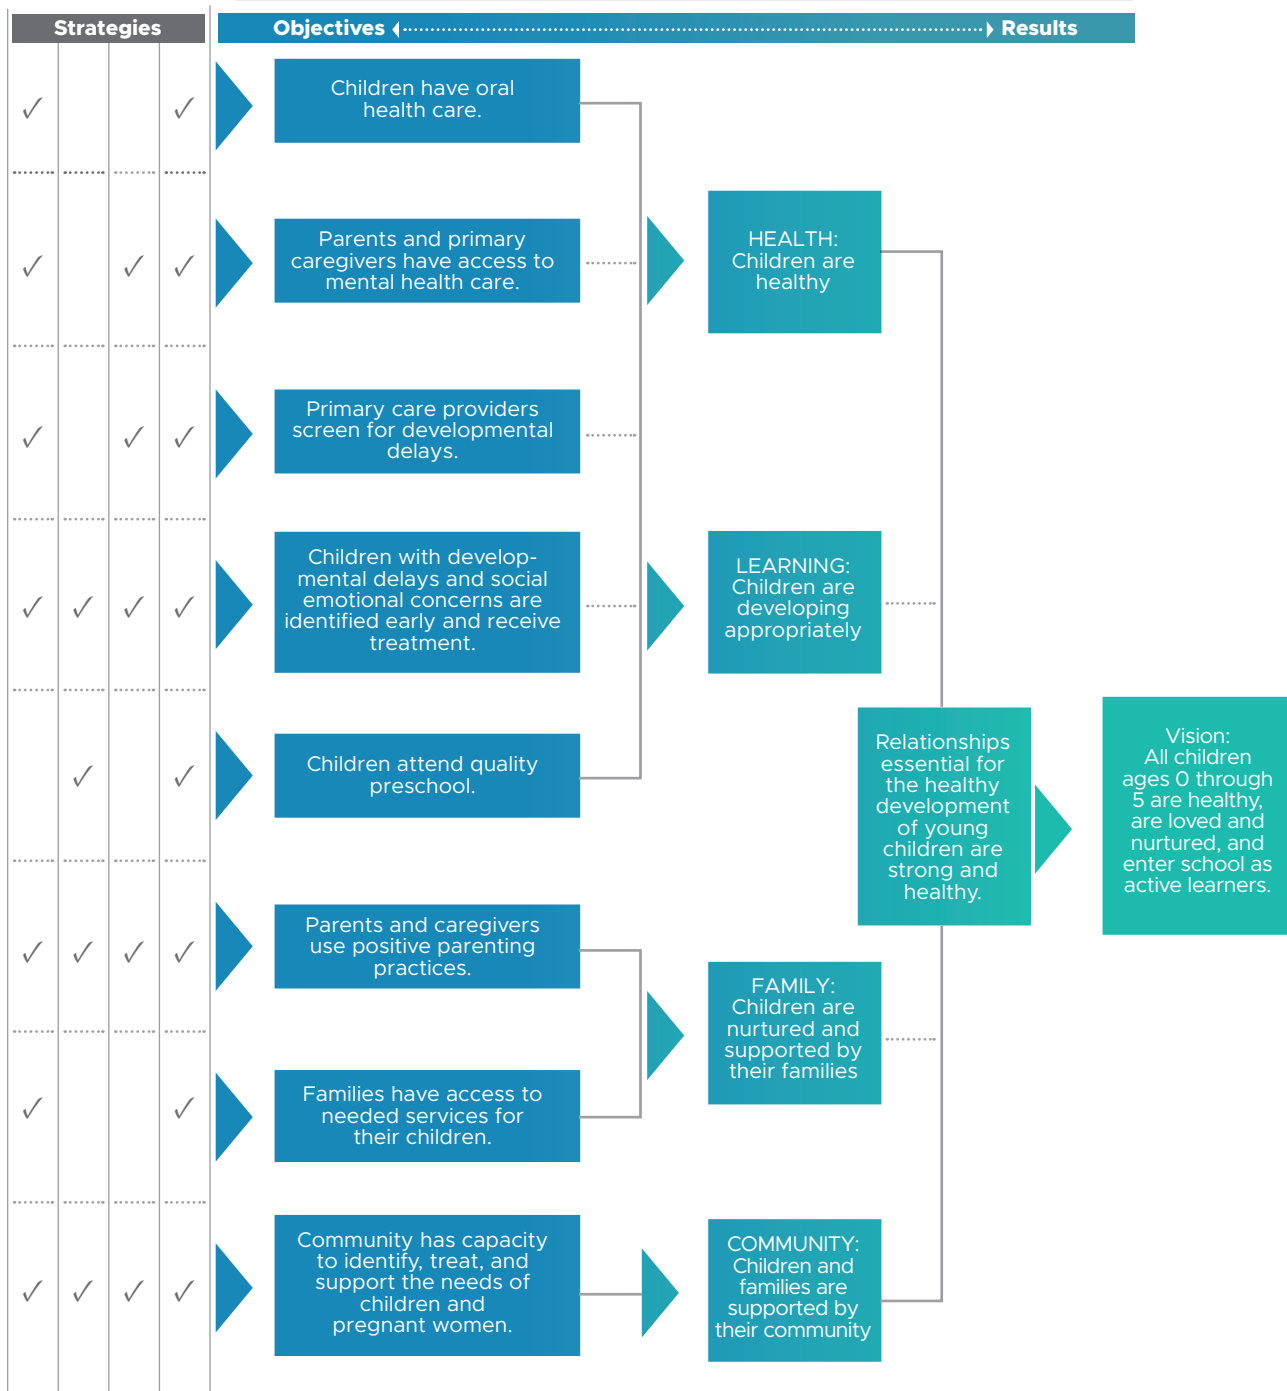 Strategies
Objectives
Results
Children have oral
health care.
Parents and primary
caregivers have access to
mental health care.
Primary care providers
screen for developmental
delays.
Children with develop-
mental delays and social
emotional concerns are
identified early and receive
treatment.
Children attend quality
preschool.
Parents and caregivers
use positive parenting
practices.
Families have access to
needed services for
their children.
Community has capacity
to identify, treat, and
support the needs of
children and
pregnant women.
HEALTH:
Children are
healthy
LEARNING:
Children are
developing
appropriately
FAMILY:
Children are
nurtured and
supported by
their families
COMMUNITY:
Children and
families are
supported by
their community
Relationships
essential for
the healthy
development
of young
children are
strong and
healthy.
Vision:
All children
ages 0 through
5 are healthy,
are loved and
nurtured, and
enter school as
active learners.